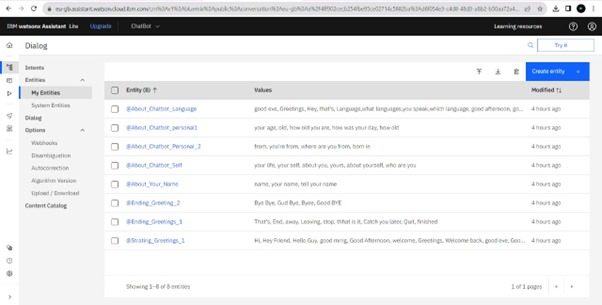 IBM watsonx Assistant Lite Upgrade ChatBot Learning resources
Dialog Try it
Intents
Entities
My Entities
System Entities
Dialog
Options
Webhooks
Disambiguation
Autocorrection
Algorithm Version
Upload / Download
Content Catalog
Create entity +
Entity (8) ↑ Values Modified ↑↓
@About_Chatbot_Language good eve, Greetings, Hey, that's, Language,what languages,you speak,which language, good afternoon, go... 4 hours ago
@About_Chatbot_personal1 your age, old, how old you are, how was your day, how old 4 hours ago
@About_Chatbot_Personal_2 from, you're from, where are you from, born in 4 hours ago
@About_Chatbot_Self your life, your self, about you, yours, about yourself, who are you 4 hours ago
@About_Your_Name name, your name, tell your name 4 hours ago
@Ending_Greeting_2 Bye Bye, Gud Bye, Byee, Good BYE 4 hours ago
@Ending_Greetings_1 That's, End, away, Leaving, stop, thhat is it, Catch you later, Quit, finished 4 hours ago
@Strating_Greetings_1 Hi, Hey Friend, Hello Guy, good mrng, Good Afternoon, welcome, Greetings, Welcome back, good eve, Goo... 4 hours ago
Showing 1–8 of 8 entities 1 of 1 pages